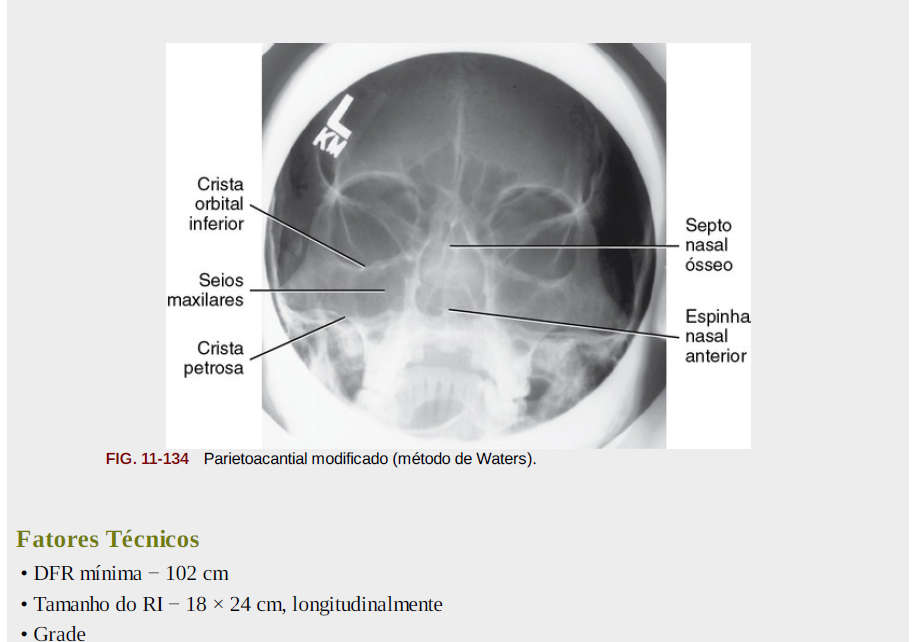 L
KM
Crista
orbital
inferior
Seios
maxilares
Crista
petrosa
Septo
nasal
ósseo
Espinha
nasal
anterior
FIG. 11-134 Parietoacantial modificado (método de Waters).
Fatores Técnicos
• DFR mínima − 102 cm
• Tamanho do RI − 18 × 24 cm, longitudinalmente
• Grade